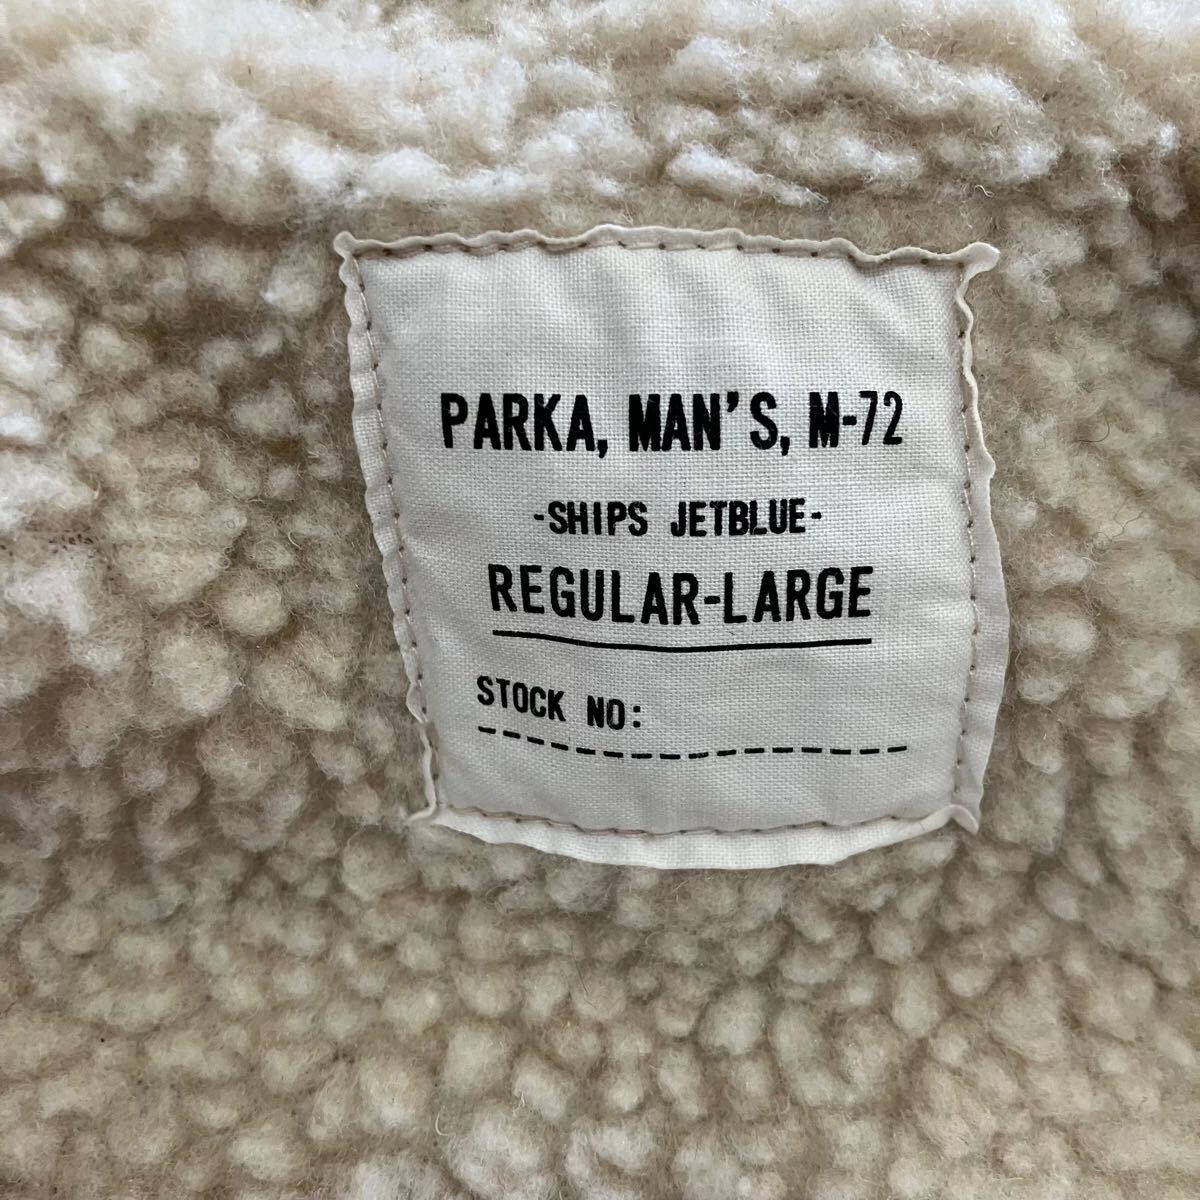 PARKA, MAN'S, M-72
-SHIPS JETBLUE-
REGULAR-LARGE
STOCK NO: